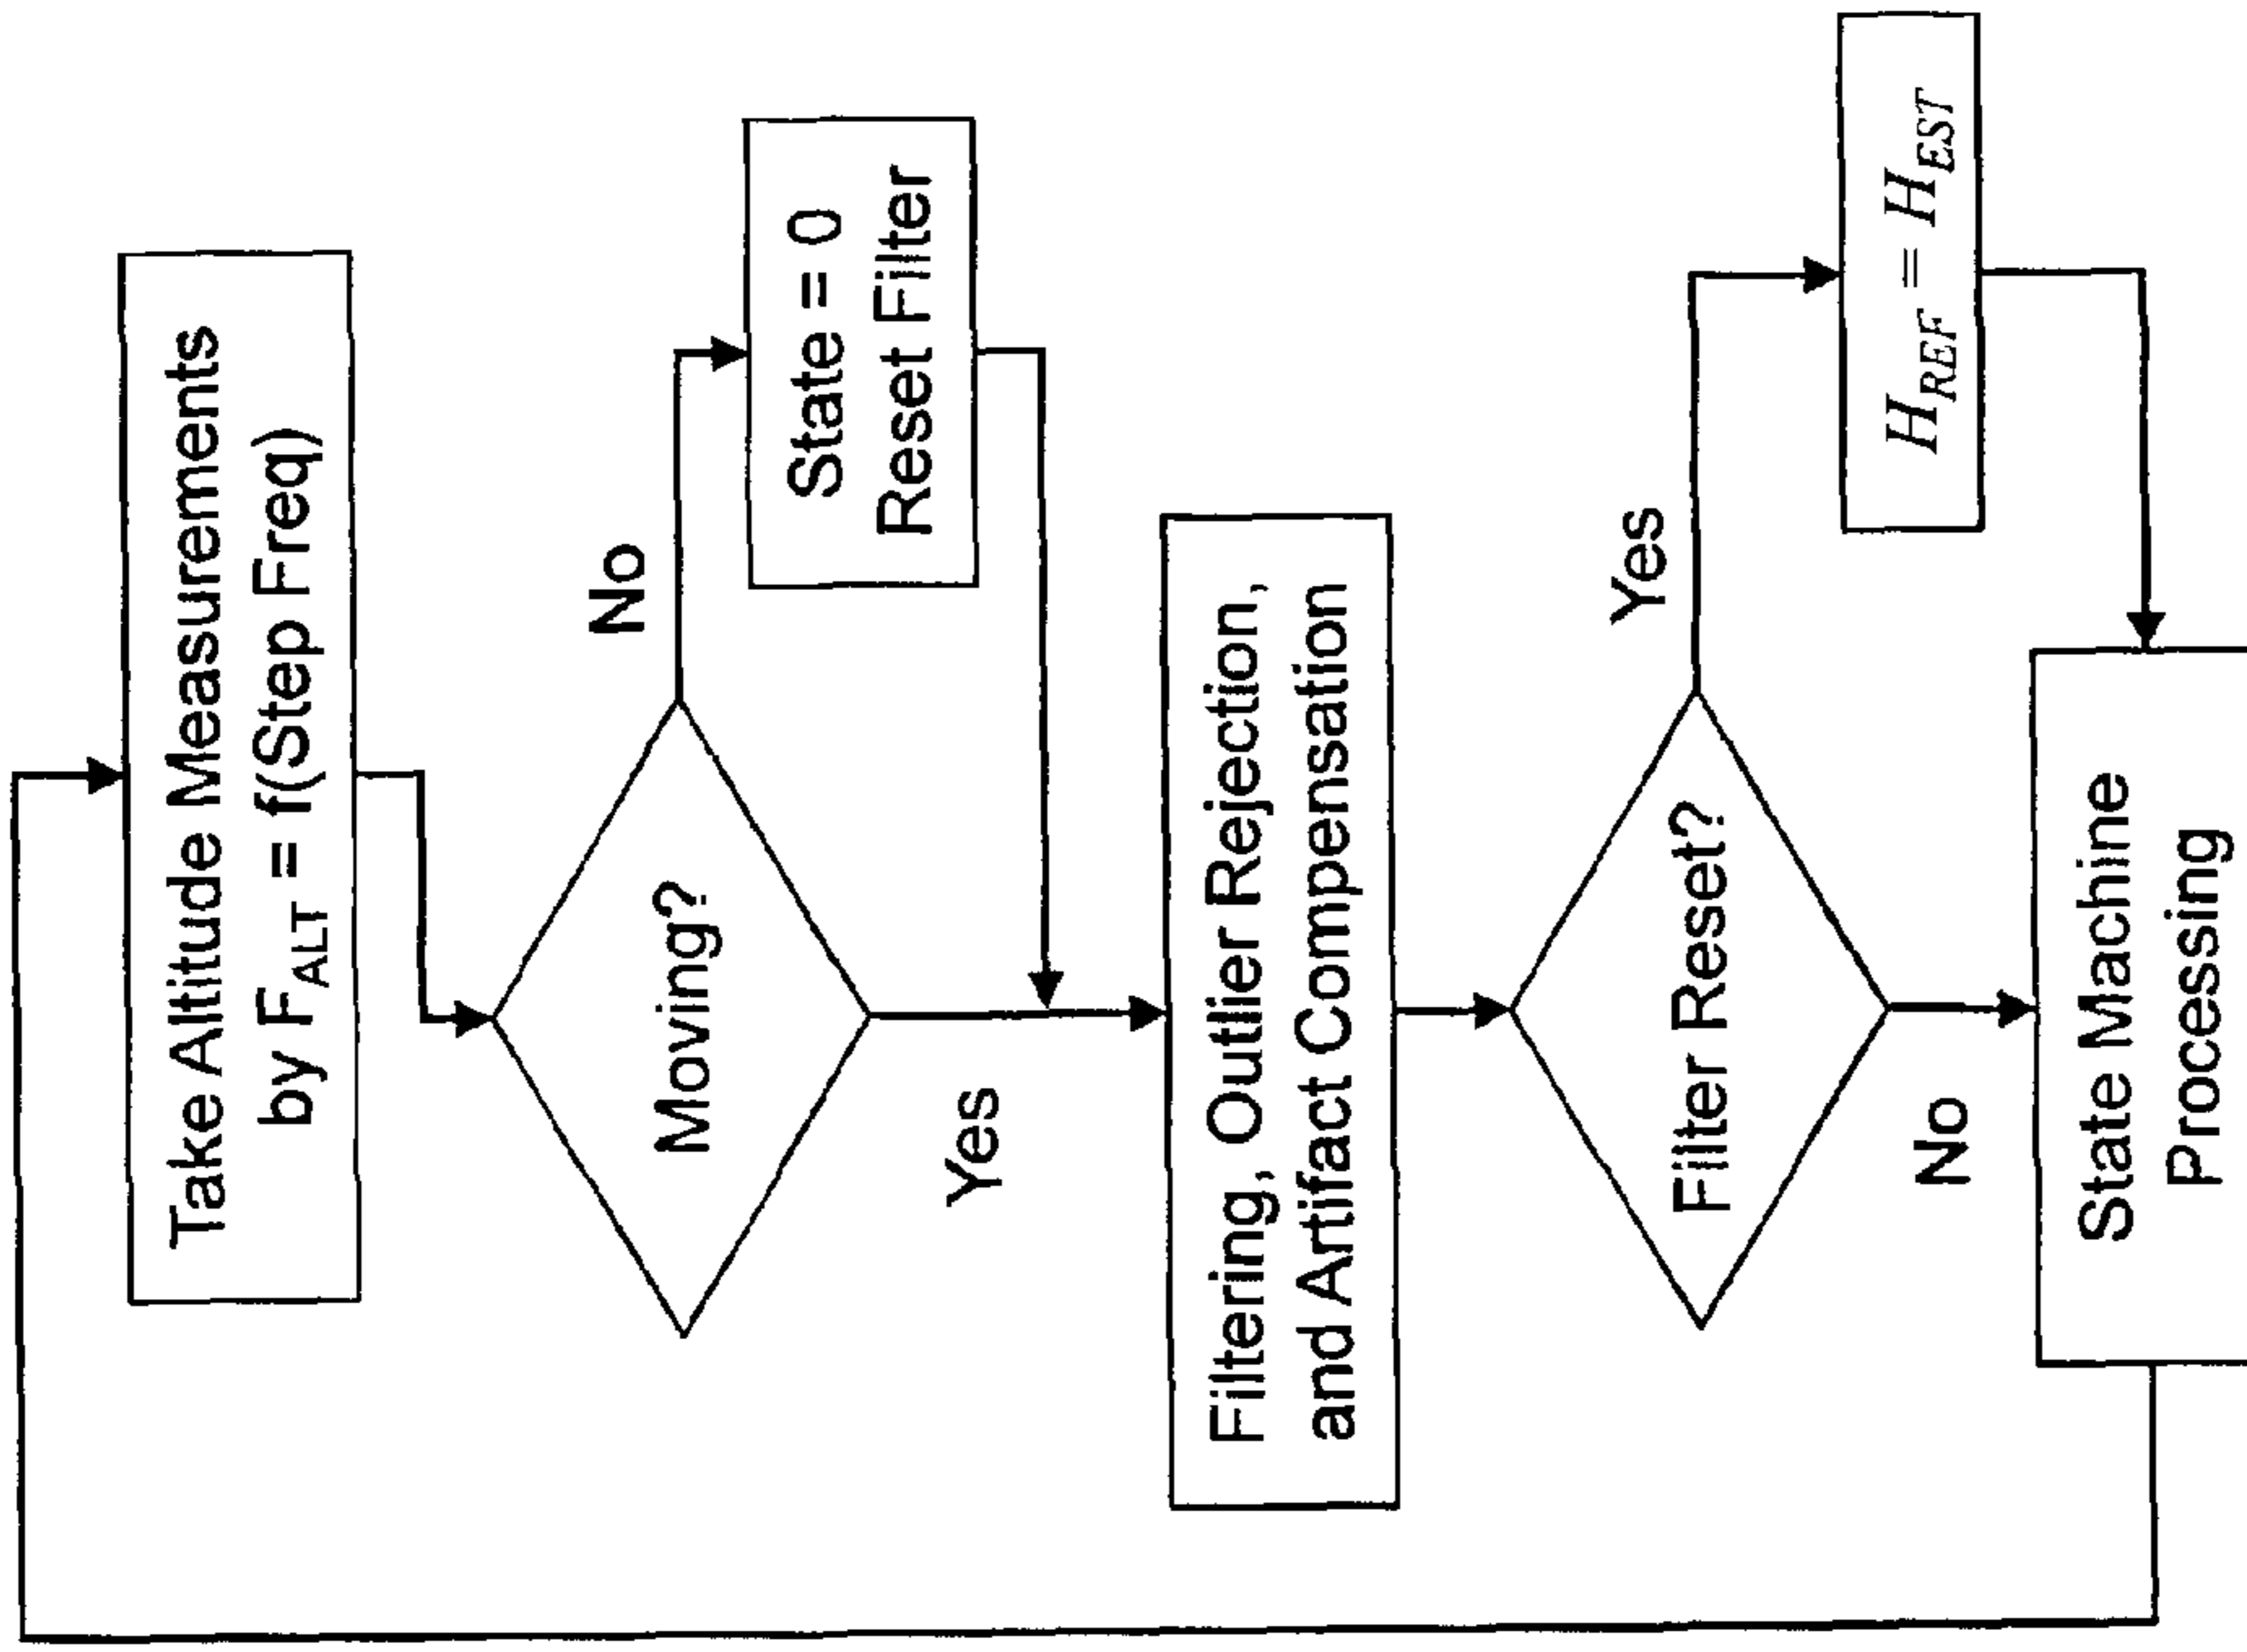 Take Altitude Measurements
by F_ALT = f(Step Freq)
Moving?
No
State = 0
Reset Filter
Yes
Filtering, Outlier Rejection,
and Artifact Compensation
Filter Reset?
Yes
H_REF = H_EST
No
State Machine
Processing